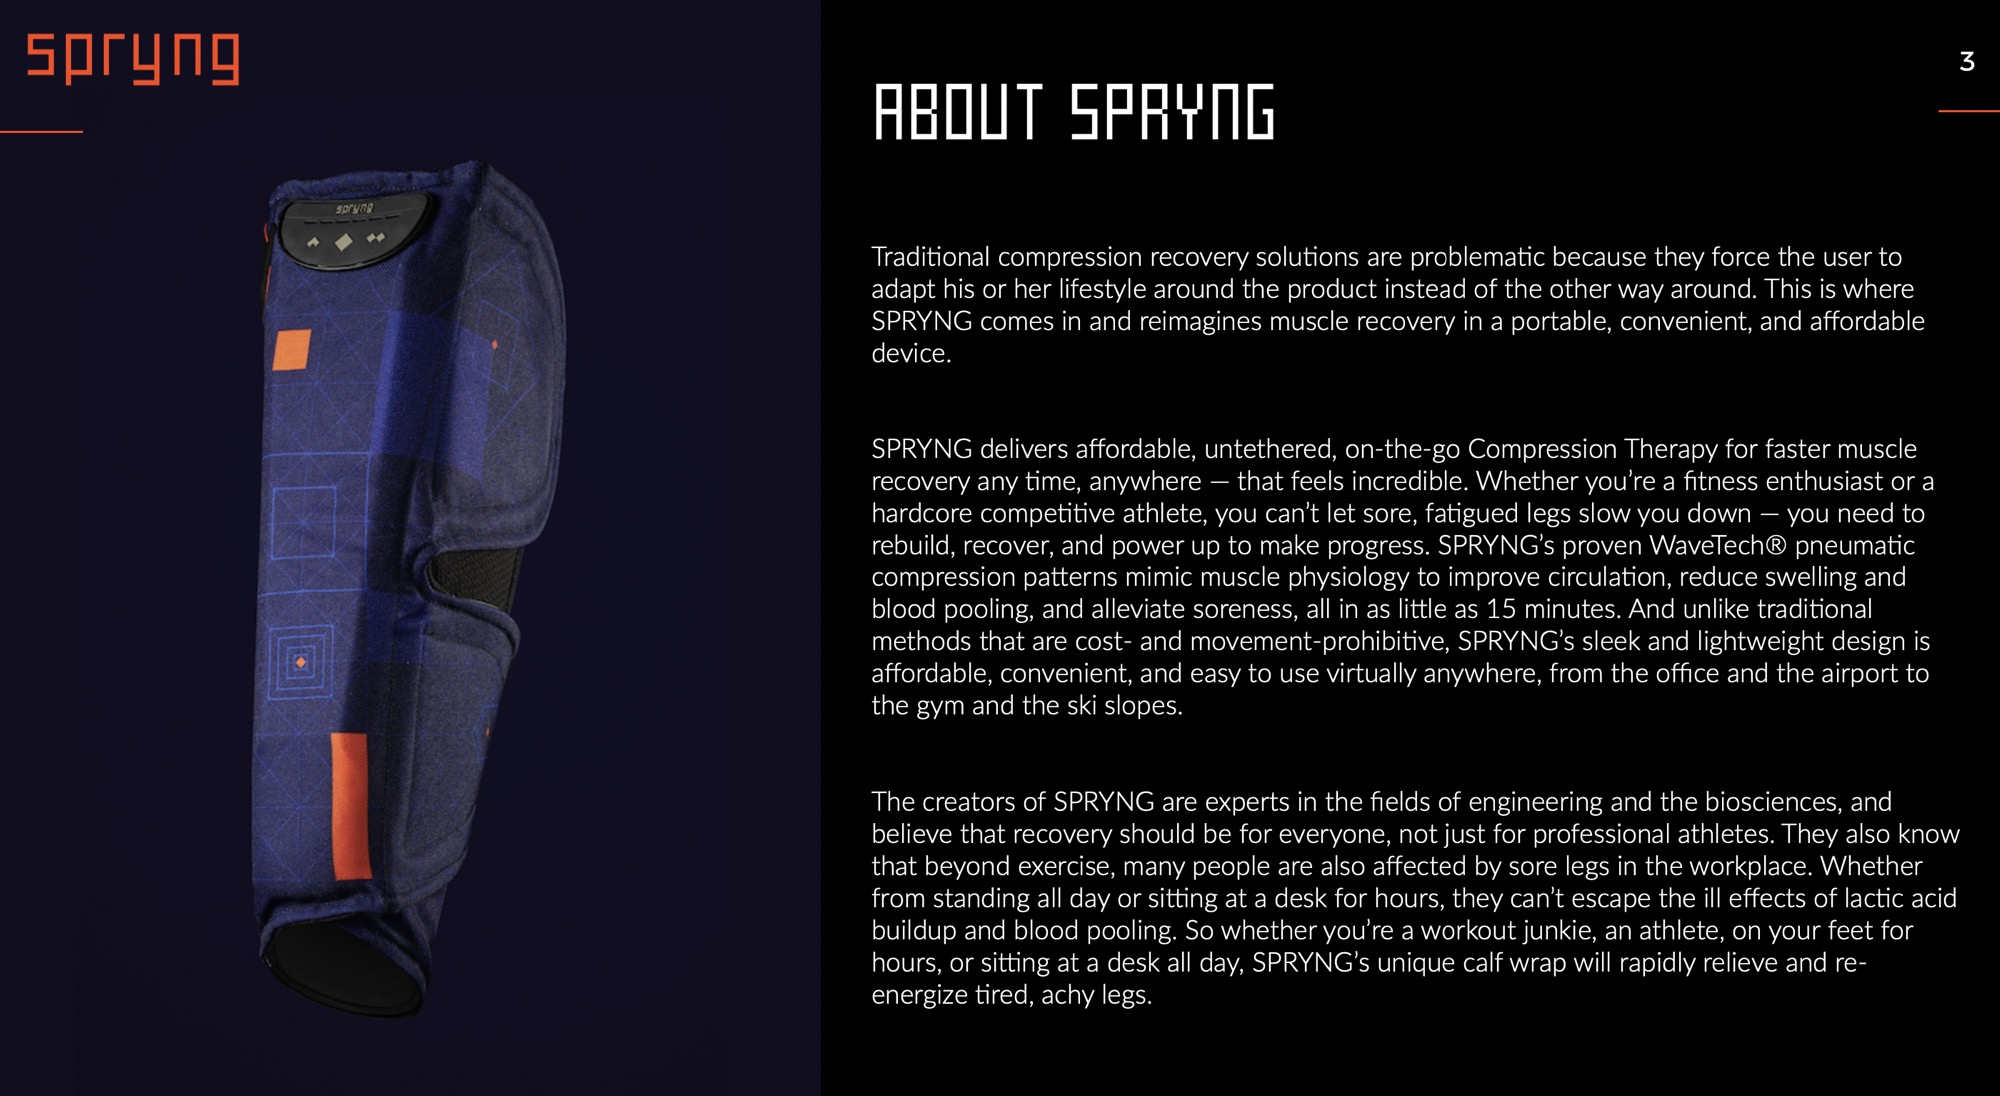 spryng
3
ABOUT SPRYNG
spryng
Traditional compression recovery solutions are problematic because they force the user to
adapt his or her lifestyle around the product instead of the other way around. This is where
SPRYNG comes in and reimagines muscle recovery in a portable, convenient, and affordable
device.
SPRYNG delivers affordable, untethered, on-the-go Compression Therapy for faster muscle
recovery any time, anywhere — that feels incredible. Whether you’re a fitness enthusiast or a
hardcore competitive athlete, you can’t let sore, fatigued legs slow you down — you need to
rebuild, recover, and power up to make progress. SPRYNG’s proven WaveTech® pneumatic
compression patterns mimic muscle physiology to improve circulation, reduce swelling and
blood pooling, and alleviate soreness, all in as little as 15 minutes. And unlike traditional
methods that are cost- and movement-prohibitive, SPRYNG’s sleek and lightweight design is
affordable, convenient, and easy to use virtually anywhere, from the office and the airport to
the gym and the ski slopes.
The creators of SPRYNG are experts in the fields of engineering and the biosciences, and
believe that recovery should be for everyone, not just for professional athletes. They also know
that beyond exercise, many people are also affected by sore legs in the workplace. Whether
from standing all day or sitting at a desk for hours, they can’t escape the ill effects of lactic acid
buildup and blood pooling. So whether you’re a workout junkie, an athlete, on your feet for
hours, or sitting at a desk all day, SPRYNG’s unique calf wrap will rapidly relieve and re-
energize tired, achy legs.